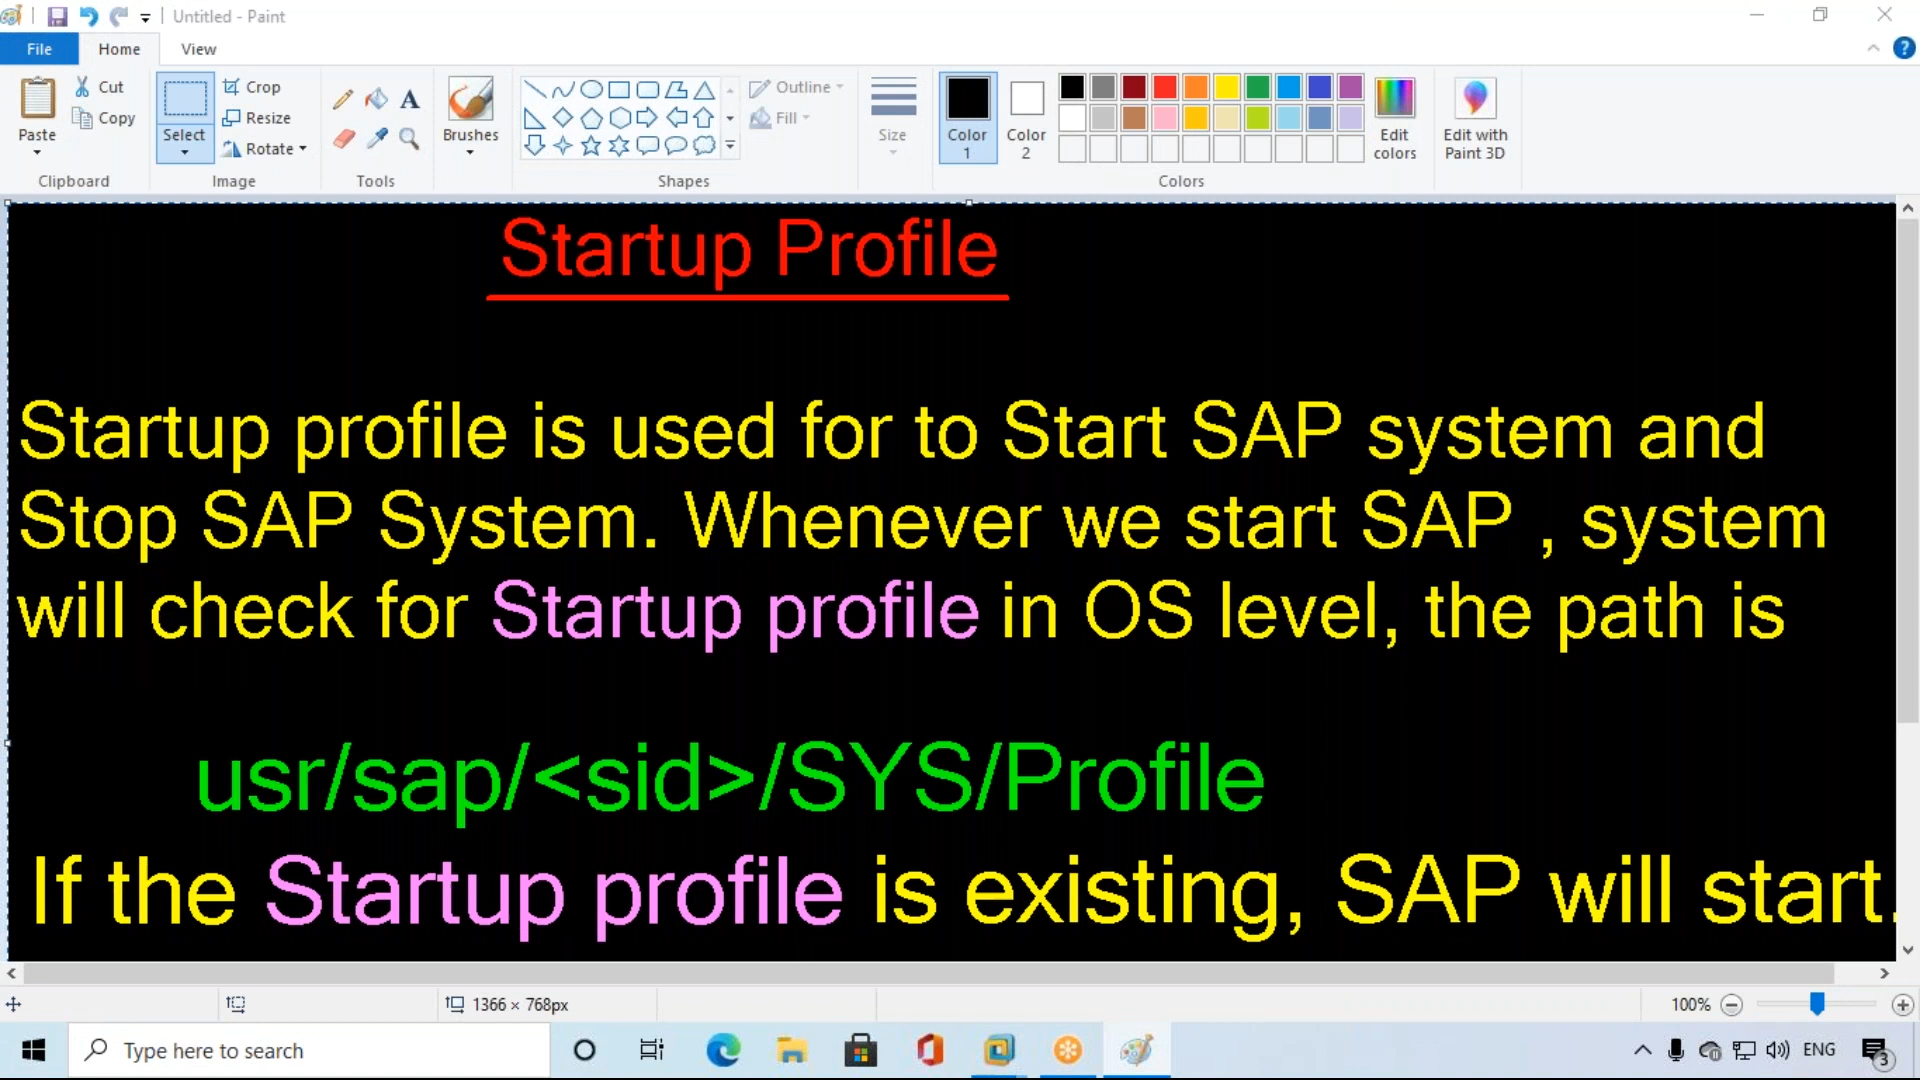 Untitled - Paint
File Home View
Paste
Cut
Copy
Clipboard
Select
Crop
Resize
Rotate
Image
A
Tools
Brushes
Shapes
Outline
Fill
Size
Color 1
Color 2
Colors
Edit colors
Edit with Paint 3D
Startup Profile
Startup profile is used for to Start SAP system and
Stop SAP System. Whenever we start SAP , system
will check for Startup profile in OS level, the path is
usr/sap/<sid>/SYS/Profile
If the Startup profile is existing, SAP will start.
1366 × 768px
100%
Type here to search
ENG
3